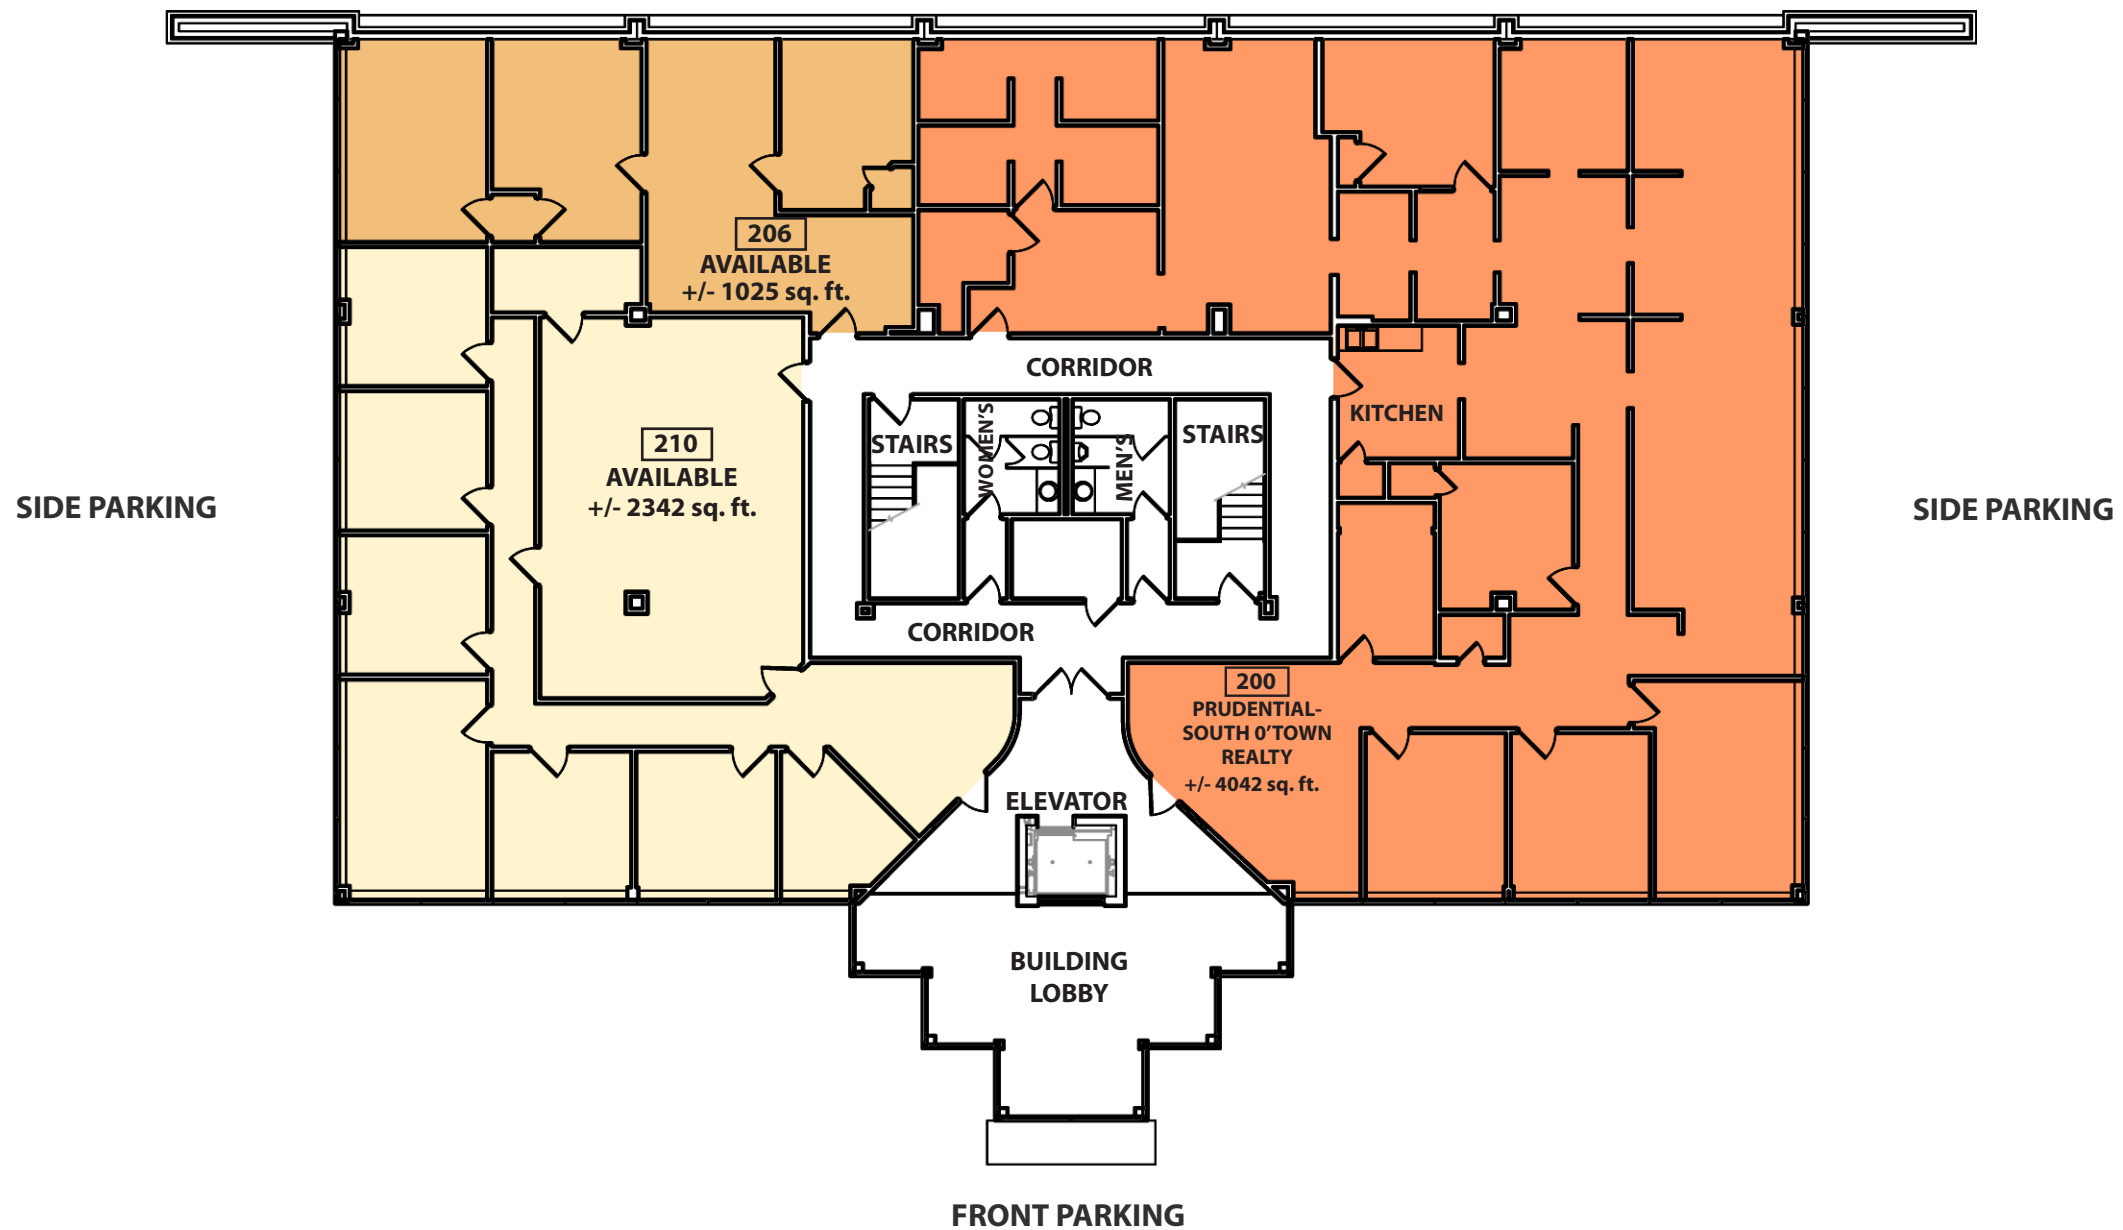 206
AVAILABLE
+/- 1025 sq. ft.
CORRIDOR
KITCHEN
STAIRS
WOMEN'S
MEN'S
STAIRS
210
AVAILABLE
+/- 2342 sq. ft.
SIDE PARKING
SIDE PARKING
CORRIDOR
200
PRUDENTIAL-
SOUTH 0'TOWN
REALTY
+/- 4042 sq. ft.
ELEVATOR
BUILDING
LOBBY
FRONT PARKING